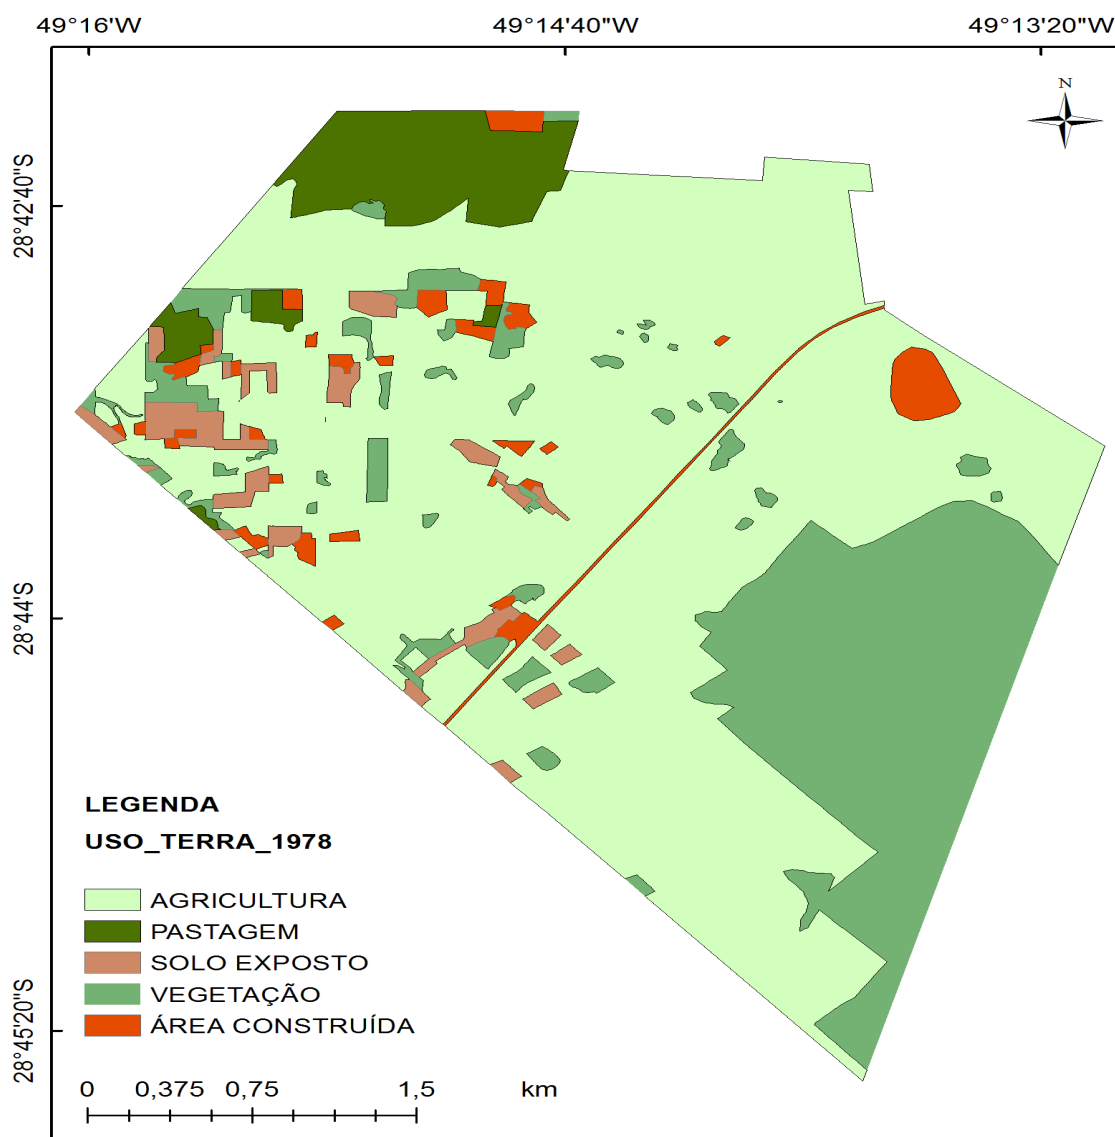 49°16'W 49°14'40"W 49°13'20"W
N
28°42'40"S
28°44'S
28°45'20"S
LEGENDA
USO_TERRA_1978
AGRICULTURA
PASTAGEM
SOLO EXPOSTO
VEGETAÇÃO
ÁREA CONSTRUÍDA
0 0,375 0,75 1,5 km